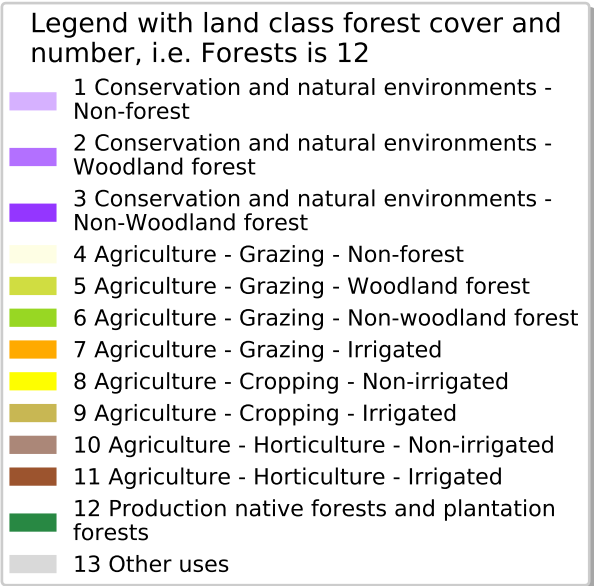 Legend with land class forest cover and
number, i.e. Forests is 12
1 Conservation and natural environments -
Non-forest
2 Conservation and natural environments -
Woodland forest
3 Conservation and natural environments -
Non-Woodland forest
4 Agriculture - Grazing - Non-forest
5 Agriculture - Grazing - Woodland forest
6 Agriculture - Grazing - Non-woodland forest
7 Agriculture - Grazing - Irrigated
8 Agriculture - Cropping - Non-irrigated
9 Agriculture - Cropping - Irrigated
10 Agriculture - Horticulture - Non-irrigated
11 Agriculture - Horticulture - Irrigated
12 Production native forests and plantation
forests
13 Other uses